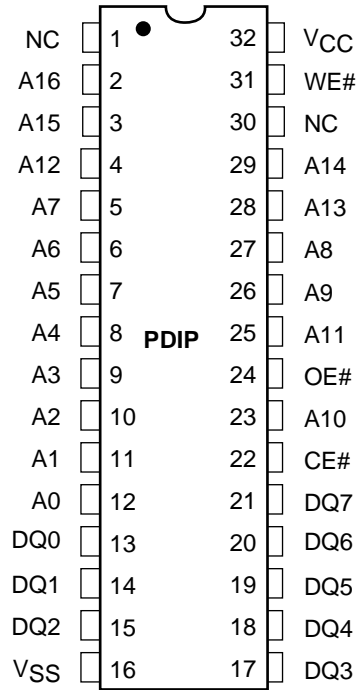 NC 1 32 VCC
A16 2 31 WE#
A15 3 30 NC
A12 4 29 A14
A7 5 28 A13
A6 6 27 A8
A5 7 26 A9
A4 8 PDIP 25 A11
A3 9 24 OE#
A2 10 23 A10
A1 11 22 CE#
A0 12 21 DQ7
DQ0 13 20 DQ6
DQ1 14 19 DQ5
DQ2 15 18 DQ4
VSS 16 17 DQ3